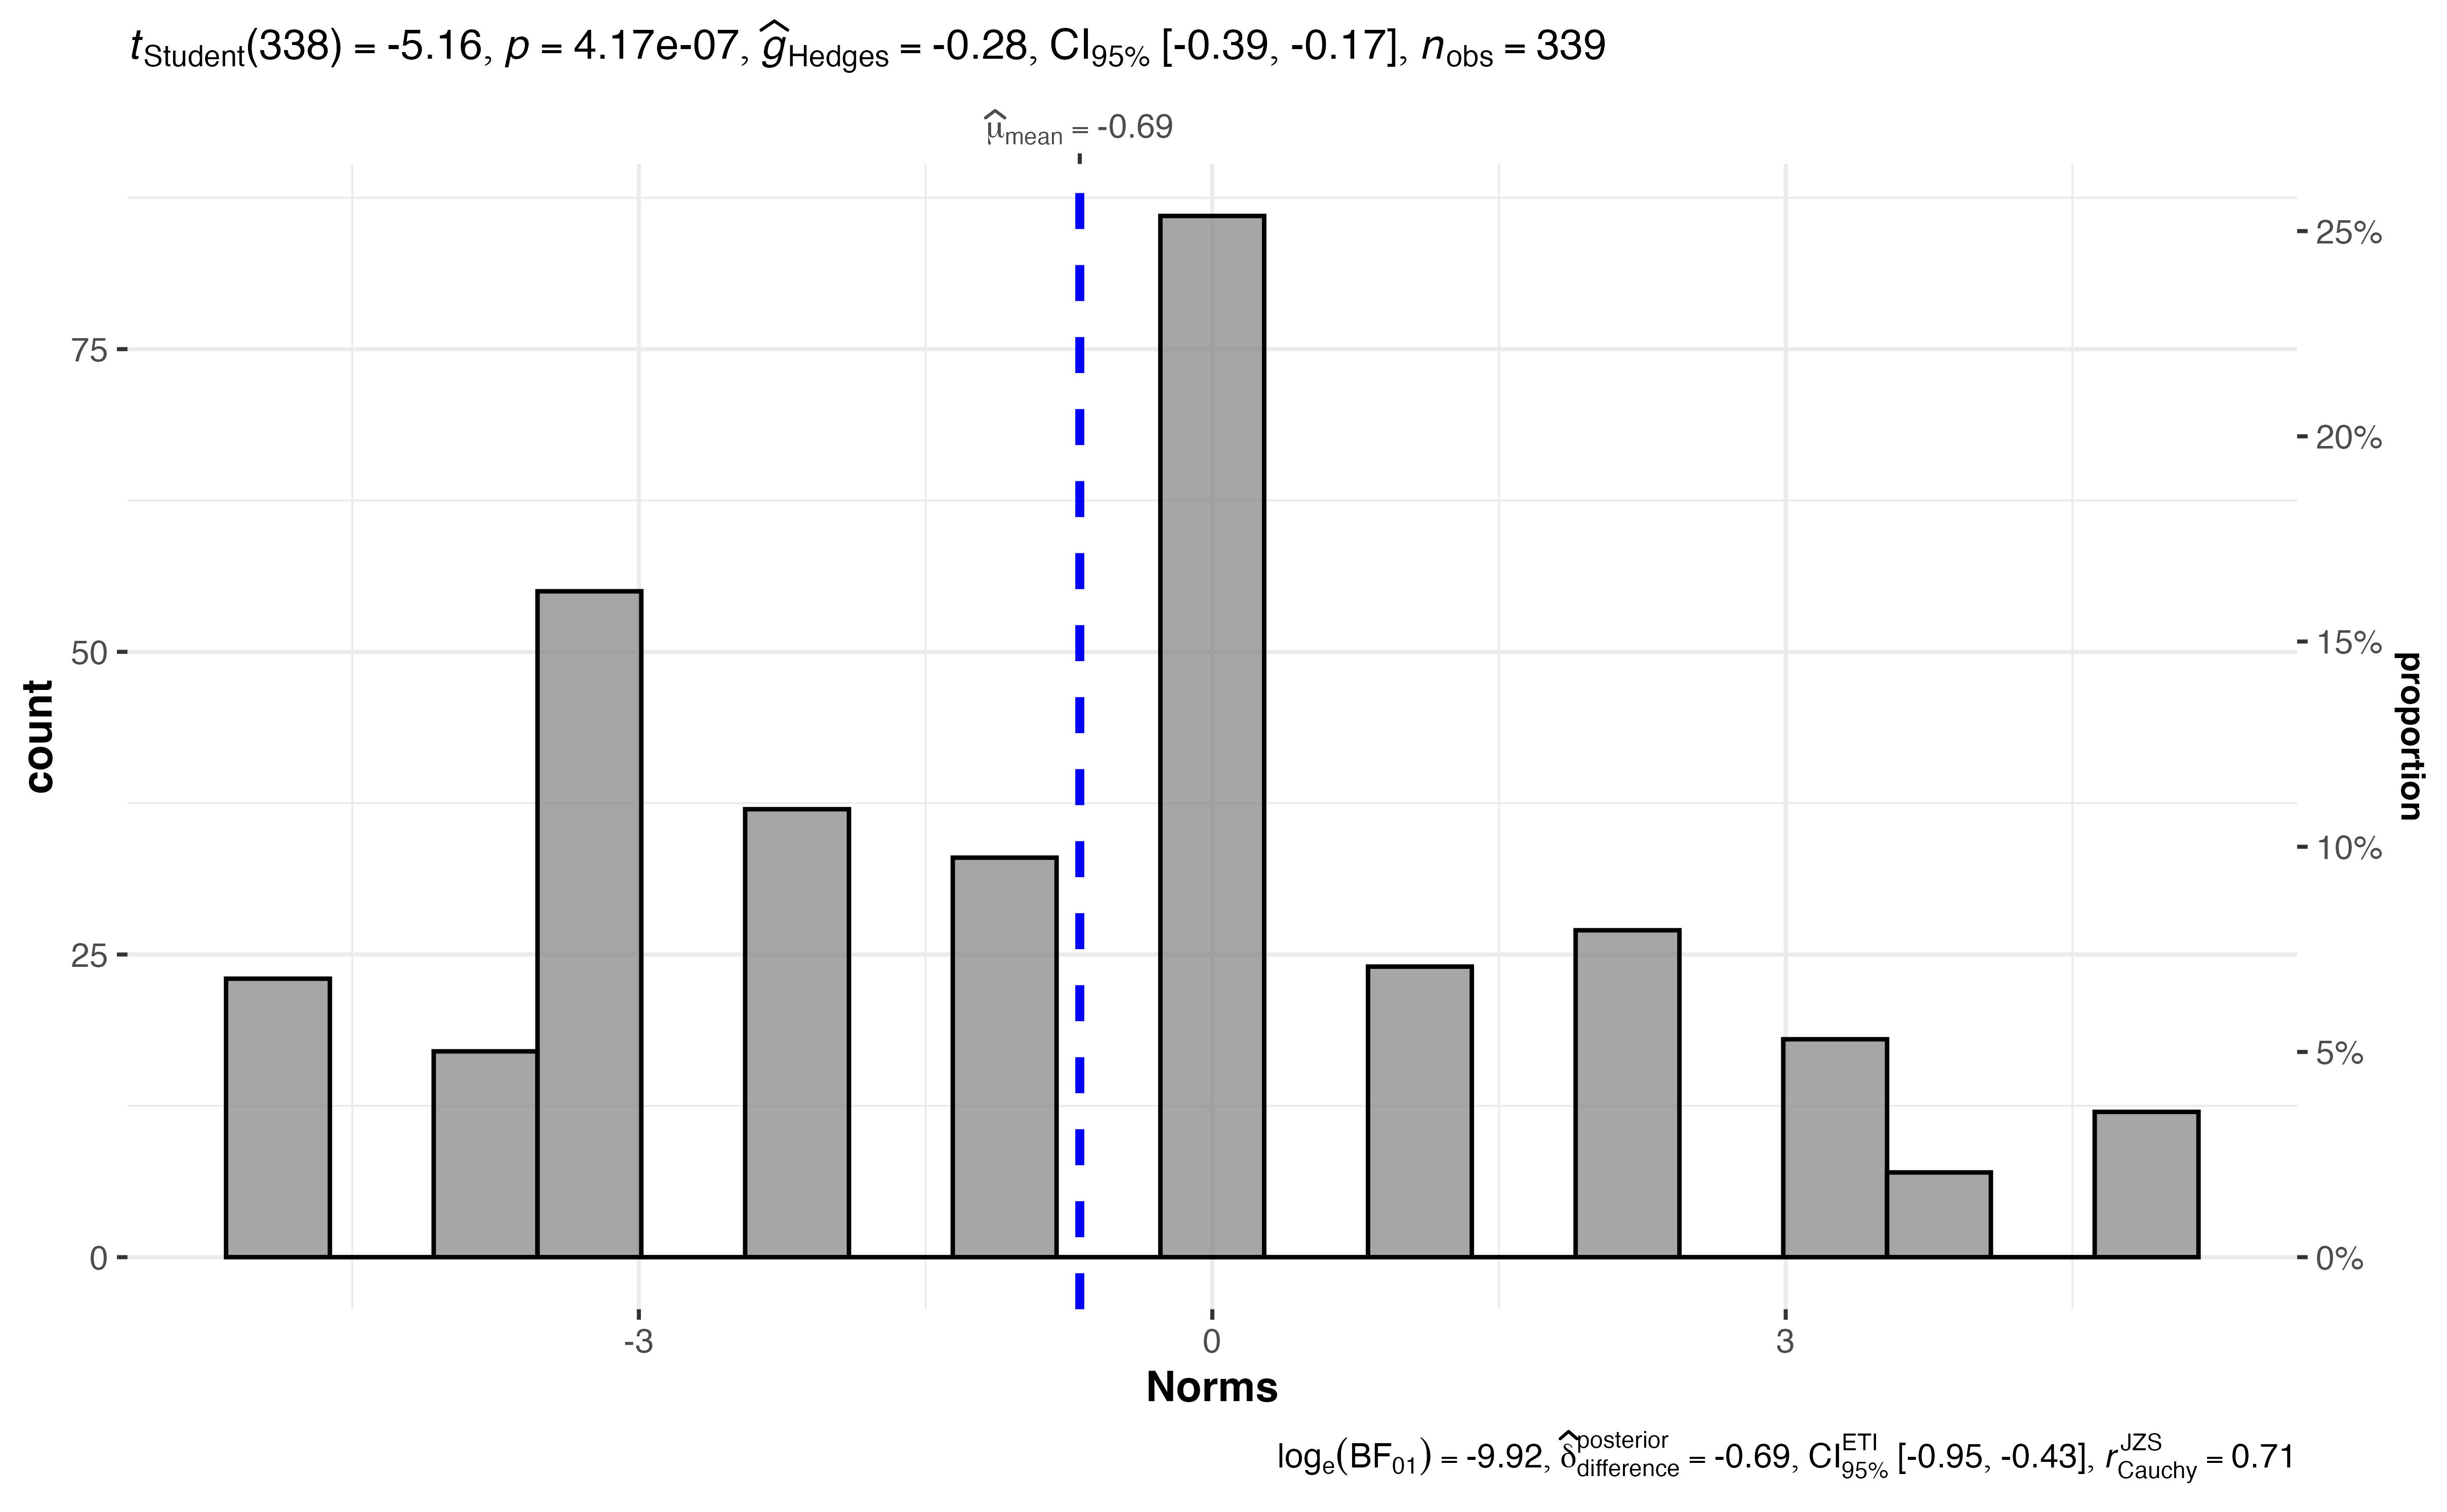 tStudent(338) = -5.16, p = 4.17e-07, ĝHedges = -0.28, CI95% [-0.39, -0.17], nobs = 339
μ̂mean = -0.69
count
75
50
25
0
25%
20%
15%
10%
5%
0%
proportion
-3 0 3
Norms
loge(BF01) = -9.92, δ̂posterior difference = -0.69, CIETI 95% [-0.95, -0.43], rJZS Cauchy = 0.71